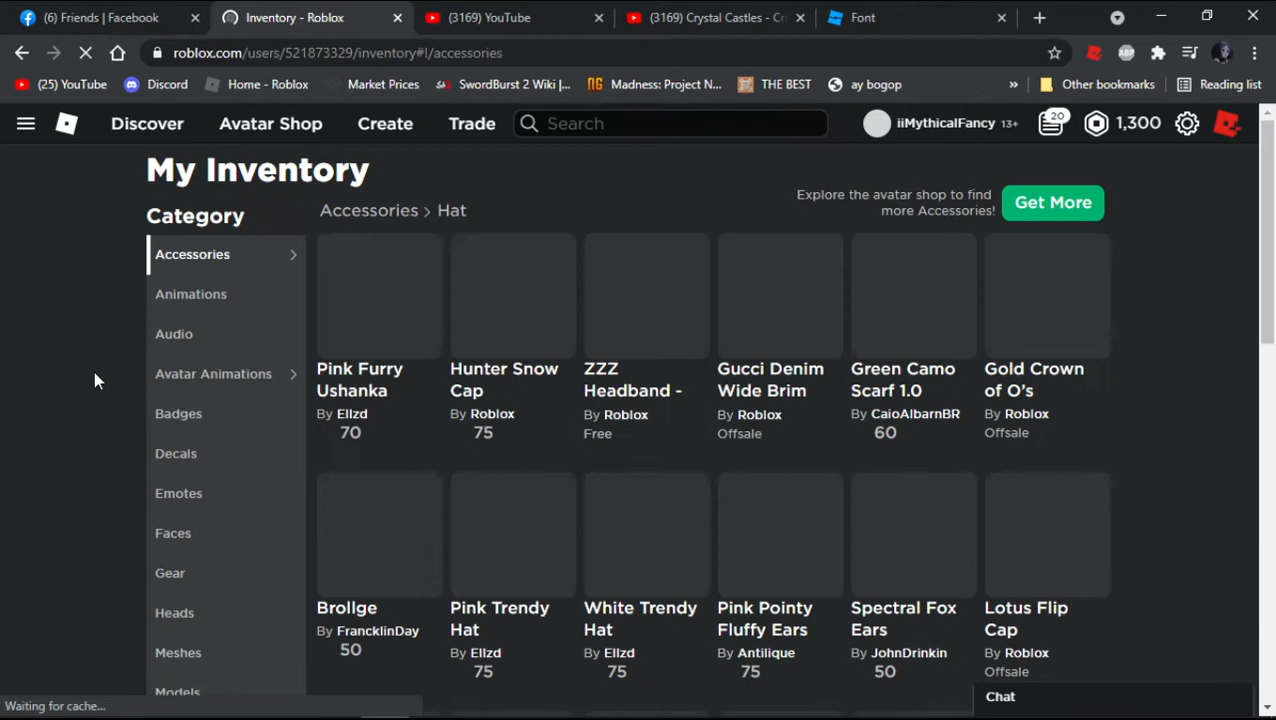 (6) Friends | Facebook
Inventory - Roblox
(3169) YouTube
(3169) Crystal Castles - Cr
Font
roblox.com/users/521873329/inventory#!/accessories
ABP
(25) YouTube
Discord
Home - Roblox
Market Prices
SwordBurst 2 Wiki |...
Madness: Project N...
THE BEST
ay bogop
»
Other bookmarks
Reading list
Discover
Avatar Shop
Create
Trade
Search
iiMythicalFancy 13+
20
1,300
My Inventory
Category
Accessories > Hat
Explore the avatar shop to find
more Accessories!
Get More
Accessories
Animations
Audio
Avatar Animations
Badges
Decals
Emotes
Faces
Gear
Heads
Meshes
Models
Pink Furry
Ushanka
By Ellzd
70
Hunter Snow
Cap
By Roblox
75
ZZZ
Headband -
By Roblox
Free
Gucci Denim
Wide Brim
By Roblox
Offsale
Green Camo
Scarf 1.0
By CaioAlbarnBR
60
Gold Crown
of O's
By Roblox
Offsale
Brollge
By FrancklinDay
50
Pink Trendy
Hat
By Ellzd
75
White Trendy
Hat
By Ellzd
75
Pink Pointy
Fluffy Ears
By Antilique
75
Spectral Fox
Ears
By JohnDrinkin
50
Lotus Flip
Cap
By Roblox
Offsale
Waiting for cache...
Chat